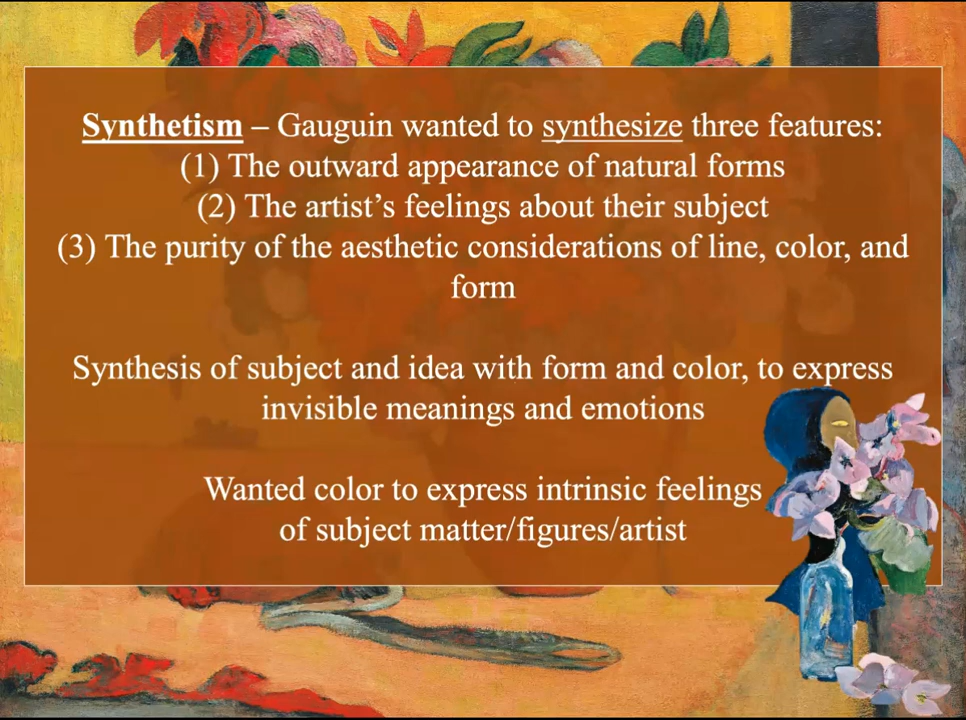 Synthetism – Gauguin wanted to synthesize three features:
(1) The outward appearance of natural forms
(2) The artist’s feelings about their subject
(3) The purity of the aesthetic considerations of line, color, and
form
Synthesis of subject and idea with form and color, to express
invisible meanings and emotions
Wanted color to express intrinsic feelings
of subject matter/figures/artist